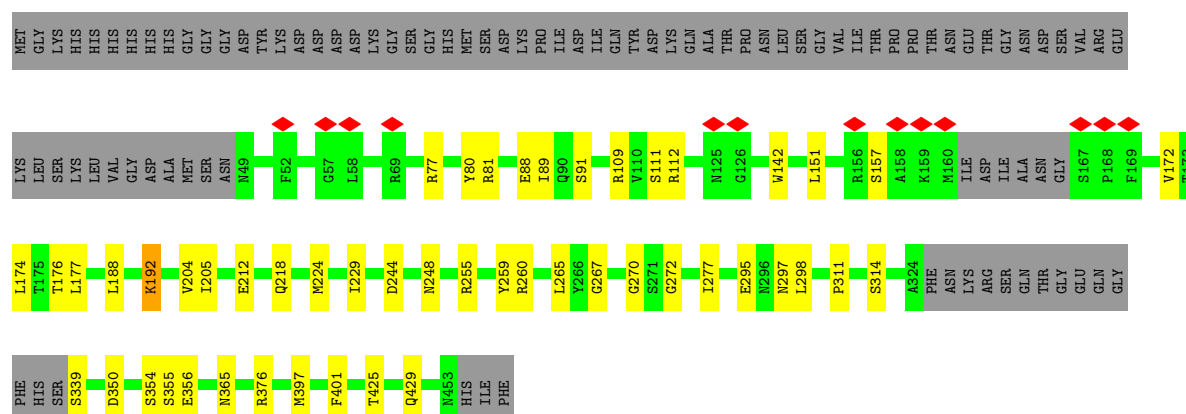 MET GLY LYS HIS HIS HIS HIS HIS HIS GLY GLY GLY ASP TYR LYS ASP ASP ASP ASP LYS GLY SER GLY HIS MET SER ASP LYS PRO ILE ASP ILE GLN TYR ASP LYS GLN ALA THR PRO ASN LEU SER GLY VAL ILE THR PRO PRO THR ASN GLU THR GLY ASN ASP SER VAL ARG GLU
LYS LEU SER LYS LEU VAL GLY ASP ALA MET SER ASN N49 F52 G57 L58 R69 R77 Y80 R81 E88 I89 Q90 S91 R109 V110 S111 R112 N125 G126 W142 L151 R156 S157 A158 K159 M160 ILE ASP ILE ALA ASN GLY S167 P168 F169 V172 T173
L174 T175 T176 L177 L188 K192 V204 I205 E212 Q218 M224 I229 D244 N248 R255 Y259 R260 L265 Y266 G267 G270 S271 G272 I277 E295 N296 N297 L298 P311 S314 A324 PHE ASN LYS ARG SER GLN THR GLY GLU GLN GLY
PHE HIS SER S339 D350 S354 S355 E356 N365 R376 M397 F401 T425 Q429 N453 HIS ILE PHE